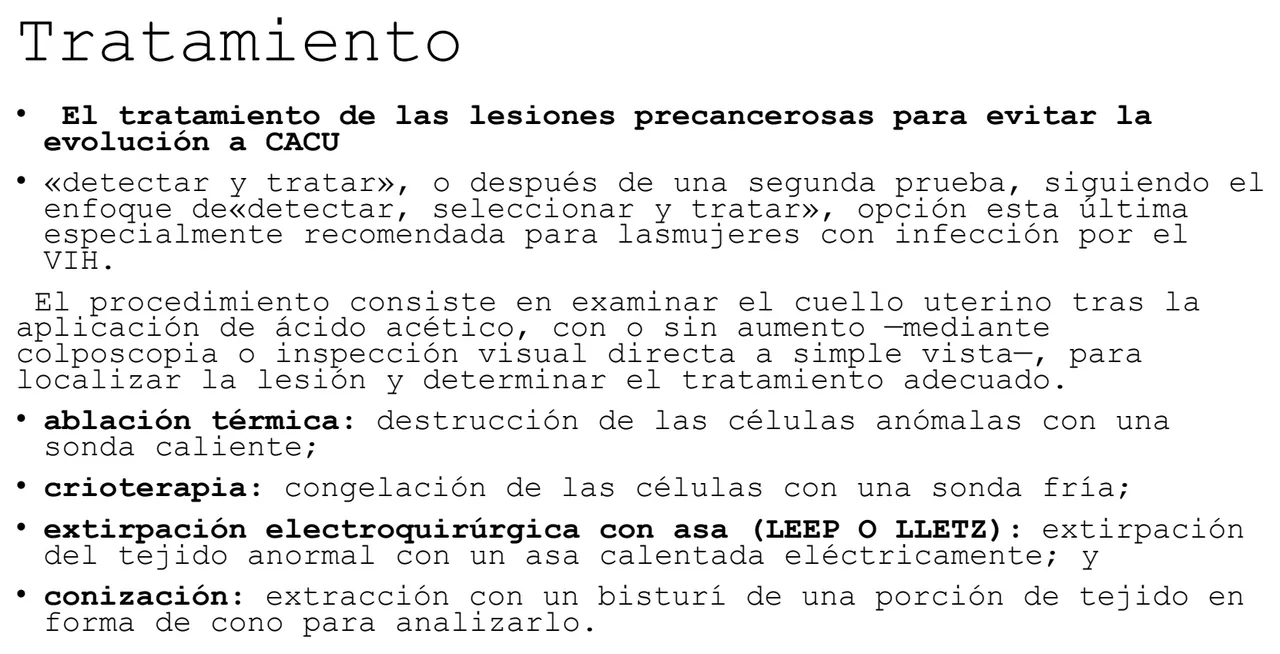 Tratamiento
• El tratamiento de las lesiones precancerosas para evitar la
evolución a CACU
• «detectar y tratar», o después de una segunda prueba, siguiendo el
enfoque de«detectar, seleccionar y tratar», opción esta última
especialmente recomendada para lasmujeres con infección por el
VIH.
El procedimiento consiste en examinar el cuello uterino tras la
aplicación de ácido acético, con o sin aumento —mediante
colposcopia o inspección visual directa a simple vista—, para
localizar la lesión y determinar el tratamiento adecuado.
• ablación térmica: destrucción de las células anómalas con una
sonda caliente;
• crioterapia: congelación de las células con una sonda fría;
• extirpación electroquirúrgica con asa (LEEP O LLETZ): extirpación
del tejido anormal con un asa calentada eléctricamente; y
• conización: extracción con un bisturí de una porción de tejido en
forma de cono para analizarlo.